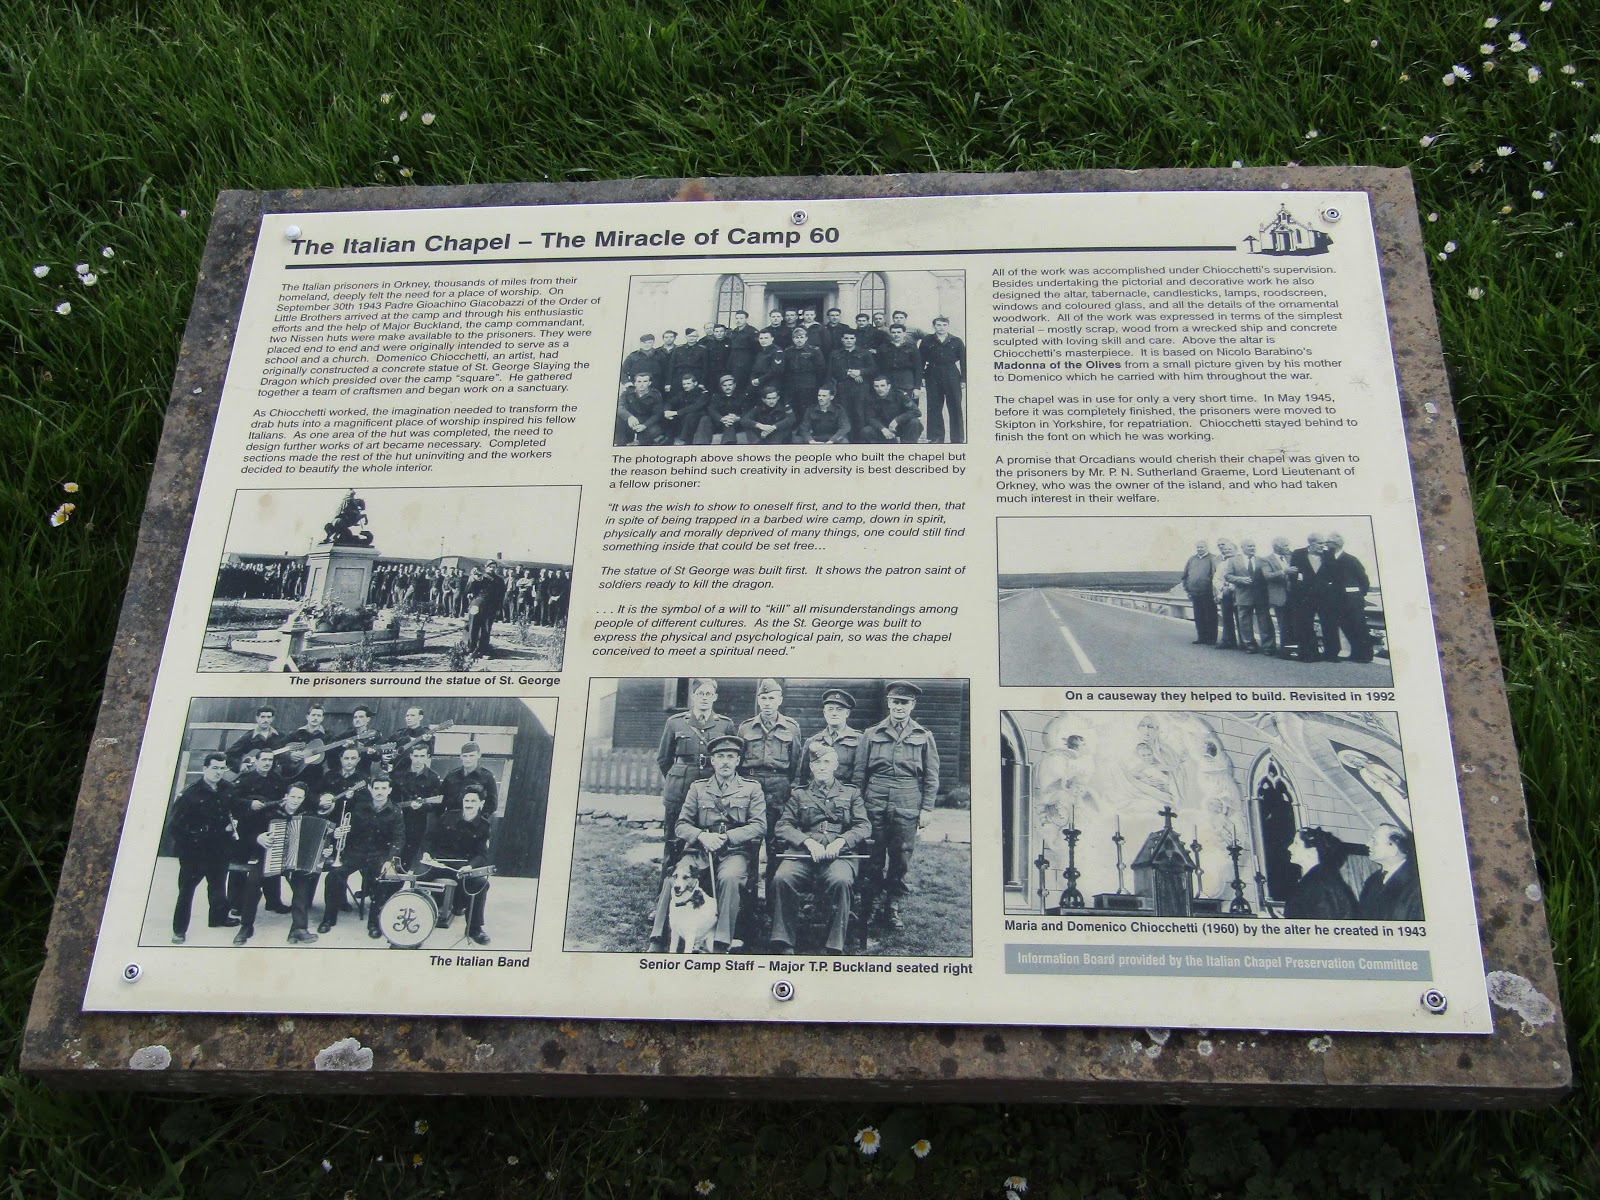 The Italian Chapel – The Miracle of Camp 60
The Italian prisoners in Orkney, thousands of miles from their
homeland, deeply felt the need for a place of worship. On
September 30th 1943 Padre Gioachino Giacobazzi of the Order of
Little Brothers arrived at the camp and through his enthusiastic
efforts and the help of Major Buckland, the camp commandant,
two Nissen huts were make available to the prisoners. They were
placed end to end and were originally intended to serve as a
school and a church. Domenico Chiocchetti, an artist, had
originally constructed a concrete statue of St. George Slaying the
Dragon which presided over the camp "square". He gathered
together a team of craftsmen and began work on a sanctuary.
As Chiocchetti worked, the imagination needed to transform the
drab huts into a magnificent place of worship inspired his fellow
Italians. As one area of the hut was completed, the need to
design further works of art became necessary. Completed
sections made the rest of the hut uninviting and the workers
decided to beautify the whole interior.
The prisoners surround the statue of St. George
The Italian Band
The photograph above shows the people who built the chapel but
the reason behind such creativity in adversity is best described by
a fellow prisoner:
"It was the wish to show to oneself first, and to the world then, that
in spite of being trapped in a barbed wire camp, down in spirit,
physically and morally deprived of many things, one could still find
something inside that could be set free…
The statue of St George was built first. It shows the patron saint of
soldiers ready to kill the dragon.
. . . It is the symbol of a will to "kill" all misunderstandings among
people of different cultures. As the St. George was built to
express the physical and psychological pain, so was the chapel
conceived to meet a spiritual need."
Senior Camp Staff – Major T.P. Buckland seated right
All of the work was accomplished under Chiocchetti's supervision.
Besides undertaking the pictorial and decorative work he also
designed the altar, tabernacle, candlesticks, lamps, roodscreen,
windows and coloured glass, and all the details of the ornamental
woodwork. All of the work was expressed in terms of the simplest
material – mostly scrap, wood from a wrecked ship and concrete
sculpted with loving skill and care. Above the altar is
Chiocchetti's masterpiece. It is based on Nicolo Barabino's
Madonna of the Olives from a small picture given by his mother
to Domenico which he carried with him throughout the war.
The chapel was in use for only a very short time. In May 1945,
before it was completely finished, the prisoners were moved to
Skipton in Yorkshire, for repatriation. Chiocchetti stayed behind to
finish the font on which he was working.
A promise that Orcadians would cherish their chapel was given to
the prisoners by Mr. P. N. Sutherland Graeme, Lord Lieutenant of
Orkney, who was the owner of the island, and who had taken
much interest in their welfare.
On a causeway they helped to build. Revisited in 1992
Maria and Domenico Chiocchetti (1960) by the alter he created in 1943
Information Board provided by the Italian Chapel Preservation Committee